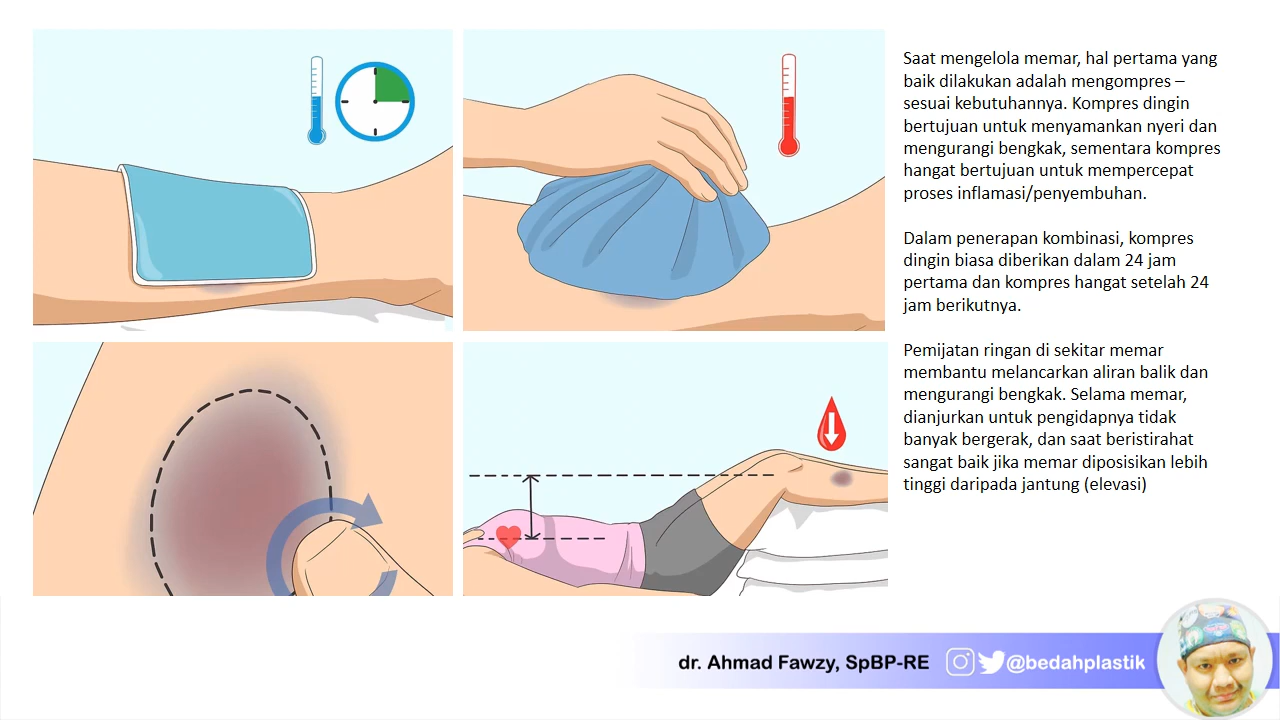 Saat mengelola memar, hal pertama yang
baik dilakukan adalah mengompres –
sesuai kebutuhannya. Kompres dingin
bertujuan untuk menyamankan nyeri dan
mengurangi bengkak, sementara kompres
hangat bertujuan untuk mempercepat
proses inflamasi/penyembuhan.
Dalam penerapan kombinasi, kompres
dingin biasa diberikan dalam 24 jam
pertama dan kompres hangat setelah 24
jam berikutnya.
Pemijatan ringan di sekitar memar
membantu melancarkan aliran balik dan
mengurangi bengkak. Selama memar,
dianjurkan untuk pengidapnya tidak
banyak bergerak, dan saat beristirahat
sangat baik jika memar diposisikan lebih
tinggi daripada jantung (elevasi)
dr. Ahmad Fawzy, SpBP-RE @bedahplastik